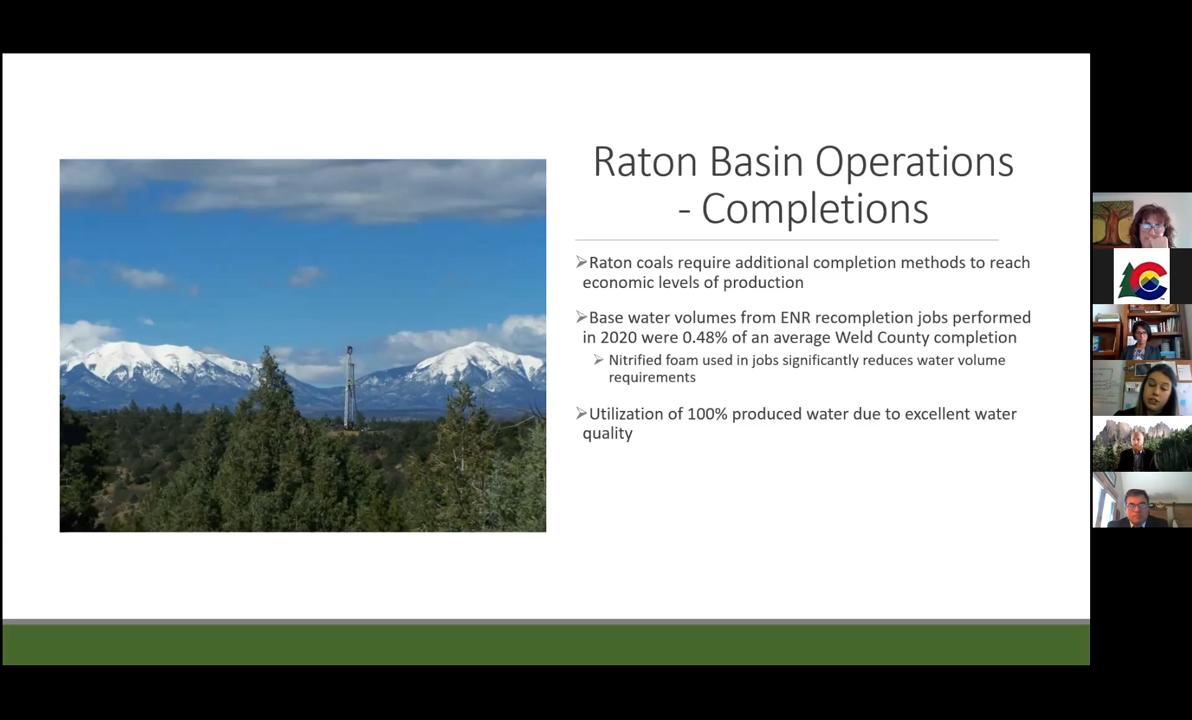 Raton Basin Operations
- Completions
➢Raton coals require additional completion methods to reach
economic levels of production
➢Base water volumes from ENR recompletion jobs performed
in 2020 were 0.48% of an average Weld County completion
➢ Nitrified foam used in jobs significantly reduces water volume
requirements
➢Utilization of 100% produced water due to excellent water
quality